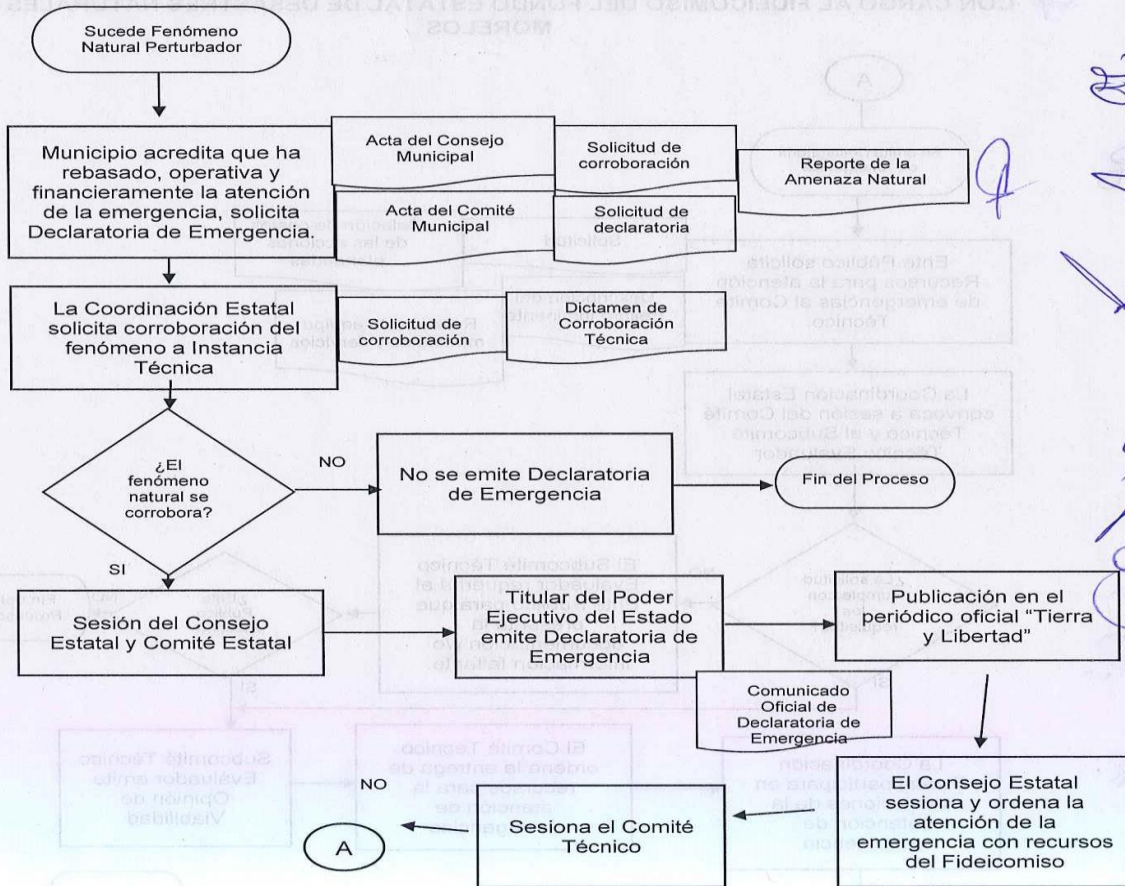 Sucede Fenómeno
Natural Perturbador
Municipio acredita que ha
rebasado, operativa y
financieramente la atención
de la emergencia, solicita
Declaratoria de Emergencia
Acta del Consejo
Municipal
Solicitud de
corroboración
Reporte de la
Amenaza Natural
Acta del Comité
Municipal
Solicitud de
declaratoria
La Coordinación Estatal
solicita corroboración del
fenómeno a Instancia
Técnica
Solicitud de
corroboración
Dictamen de
Corroboración
Técnica
¿El
fenómeno
natural se
corrobora?
NO
No se emite Declaratoria
de Emergencia
Fin del Proceso
SI
Sesión del Consejo
Estatal y Comité Estatal
Titular del Poder
Ejecutivo del Estado
emite Declaratoria de
Emergencia
Publicación en el
periódico oficial "Tierra
y Libertad"
Comunicado
Oficial de
Declaratoria de
Emergencia
El Consejo Estatal
sesiona y ordena la
atención de la
emergencia con recursos
del Fideicomiso
Sesiona el Comité
Técnico
NO
A